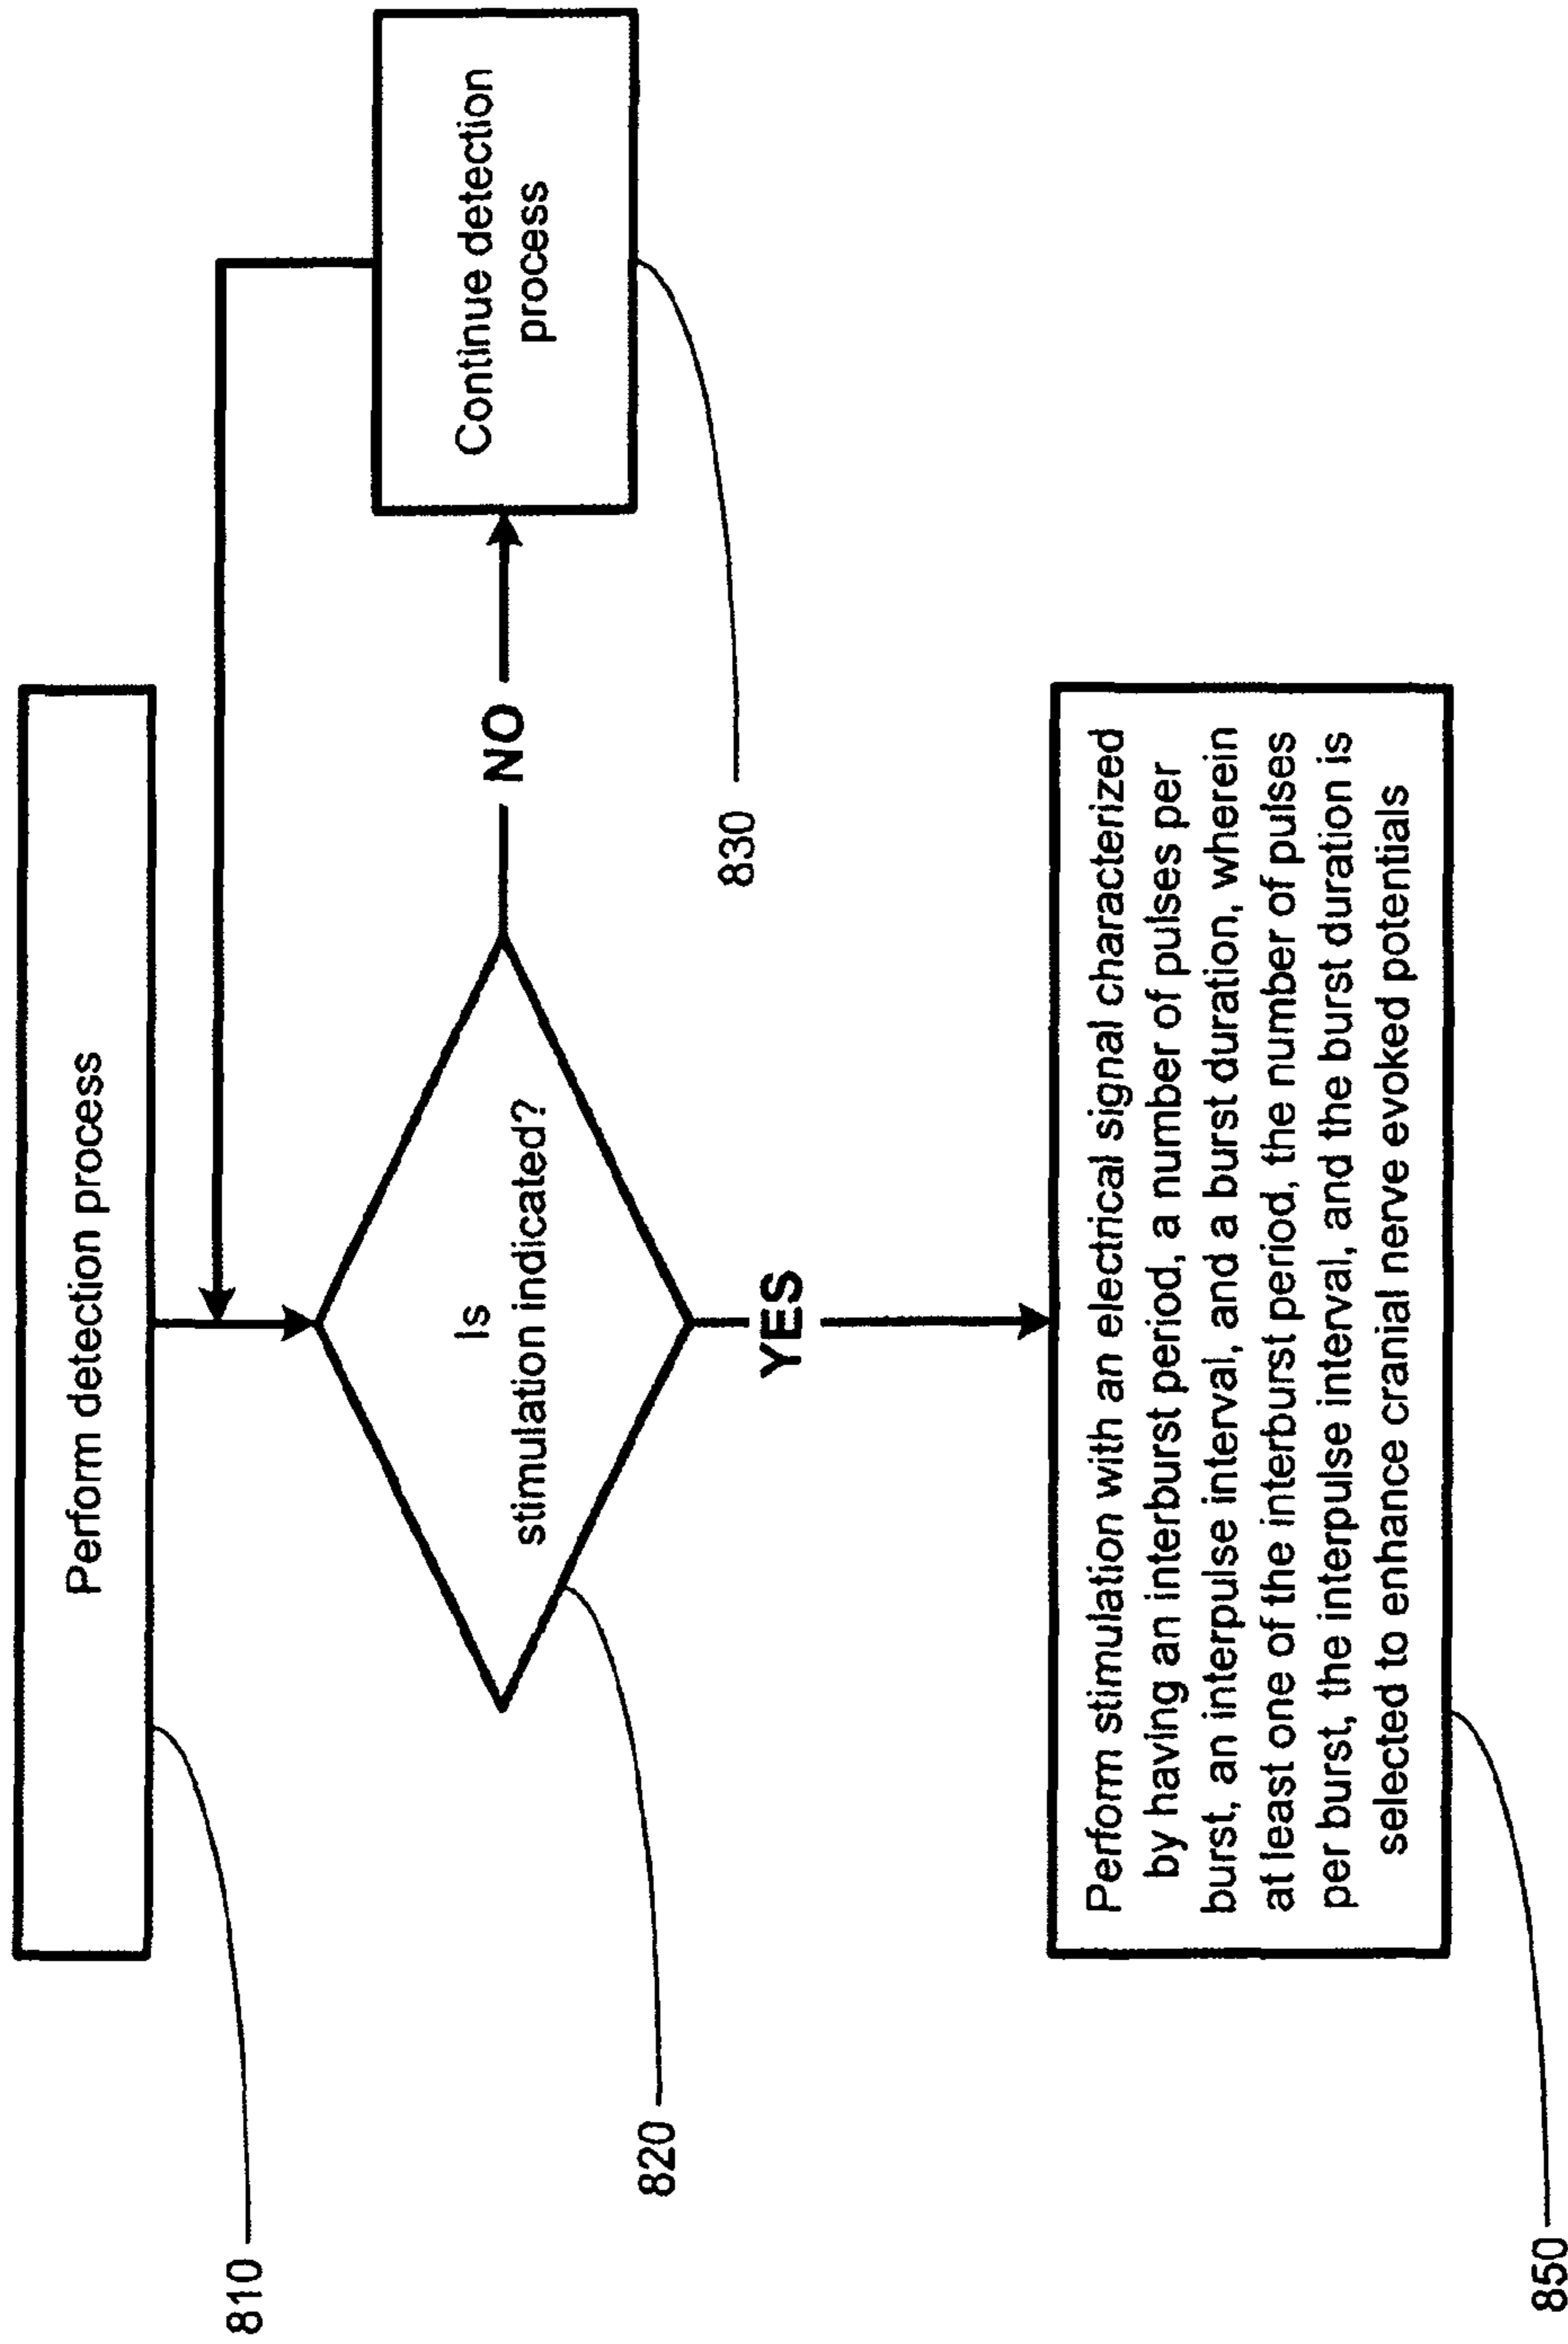 Perform detection process
810
Is
stimulation indicated?
820
NO
Continue detection
process
830
YES
Perform stimulation with an electrical signal characterized
by having an interburst period, a number of pulses per
burst, an interpulse interval, and a burst duration, wherein
at least one of the interburst period, the number of pulses
per burst, the interpulse interval, and the burst duration is
selected to enhance cranial nerve evoked potentials
850